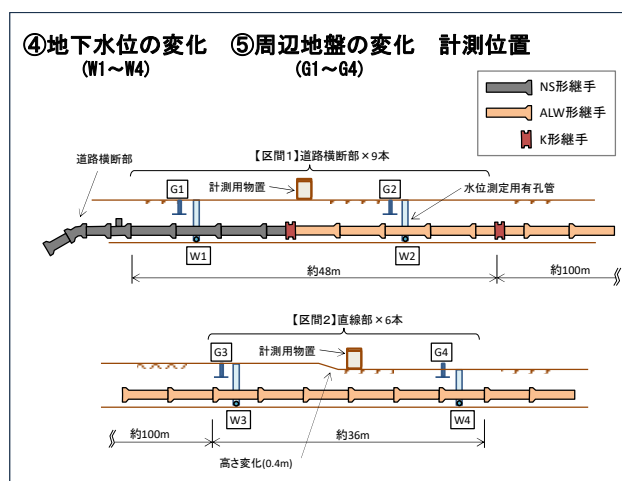 ④地下水位の変化 ⑤周辺地盤の変化 計測位置
(W1～W4) (G1～G4)
NS形継手
ALW形継手
K形継手
【区間1】道路横断部×9本
道路横断部
G1
計測用物置
G2
水位測定用有孔管
W1
W2
約48m
約100m
【区間2】直線部×6本
G3
計測用物置
G4
W3
W4
約100m
約36m
高さ変化(0.4m)